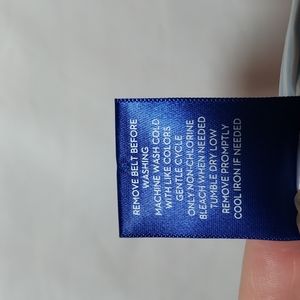 REMOVE BELT BEFORE
WASHING
MACHINE WASH COLD
WITH LIKE COLORS
GENTLE CYCLE
ONLY NON-CHLORINE
BLEACH WHEN NEEDED
TUMBLE DRY LOW
REMOVE PROMPTLY
COOL IRON IF NEEDED